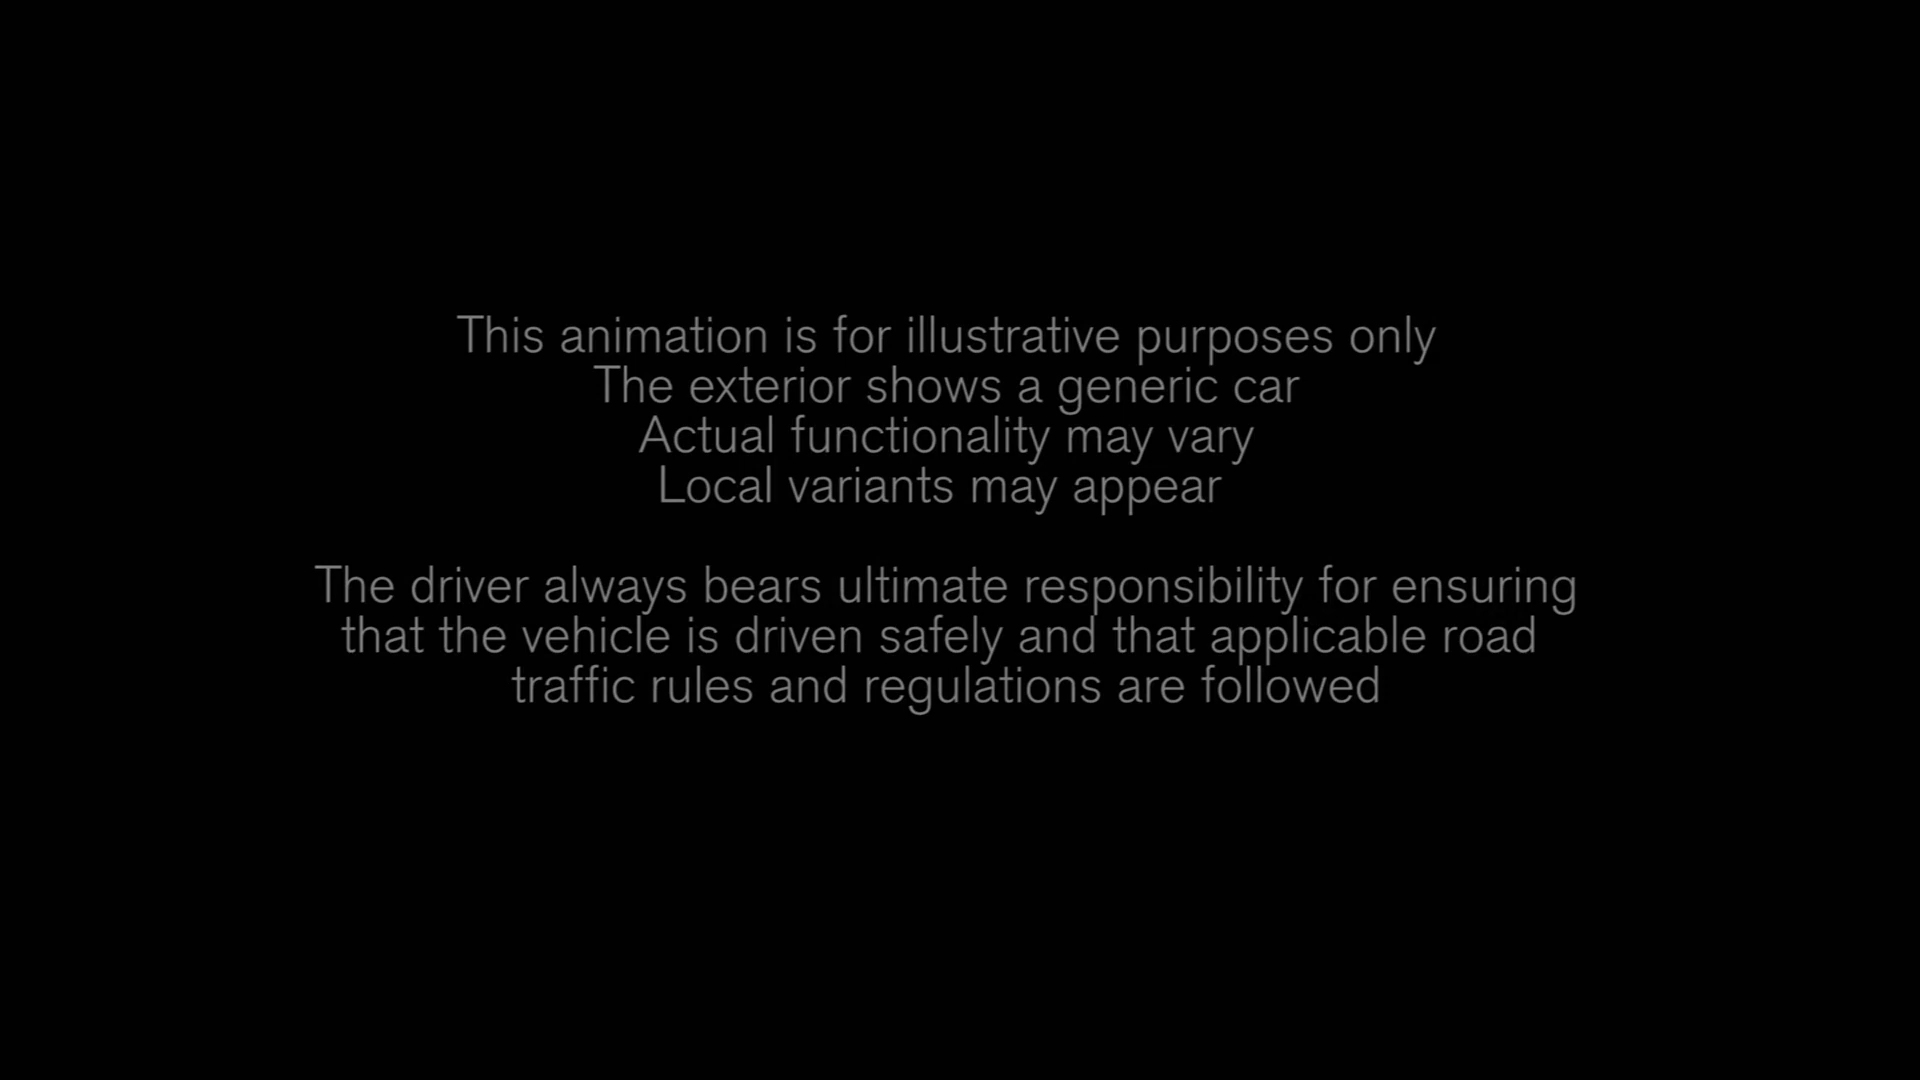 This animation is for illustrative purposes only
The exterior shows a generic car
Actual functionality may vary
Local variants may appear
The driver always bears ultimate responsibility for ensuring
that the vehicle is driven safely and that applicable road
traffic rules and regulations are followed